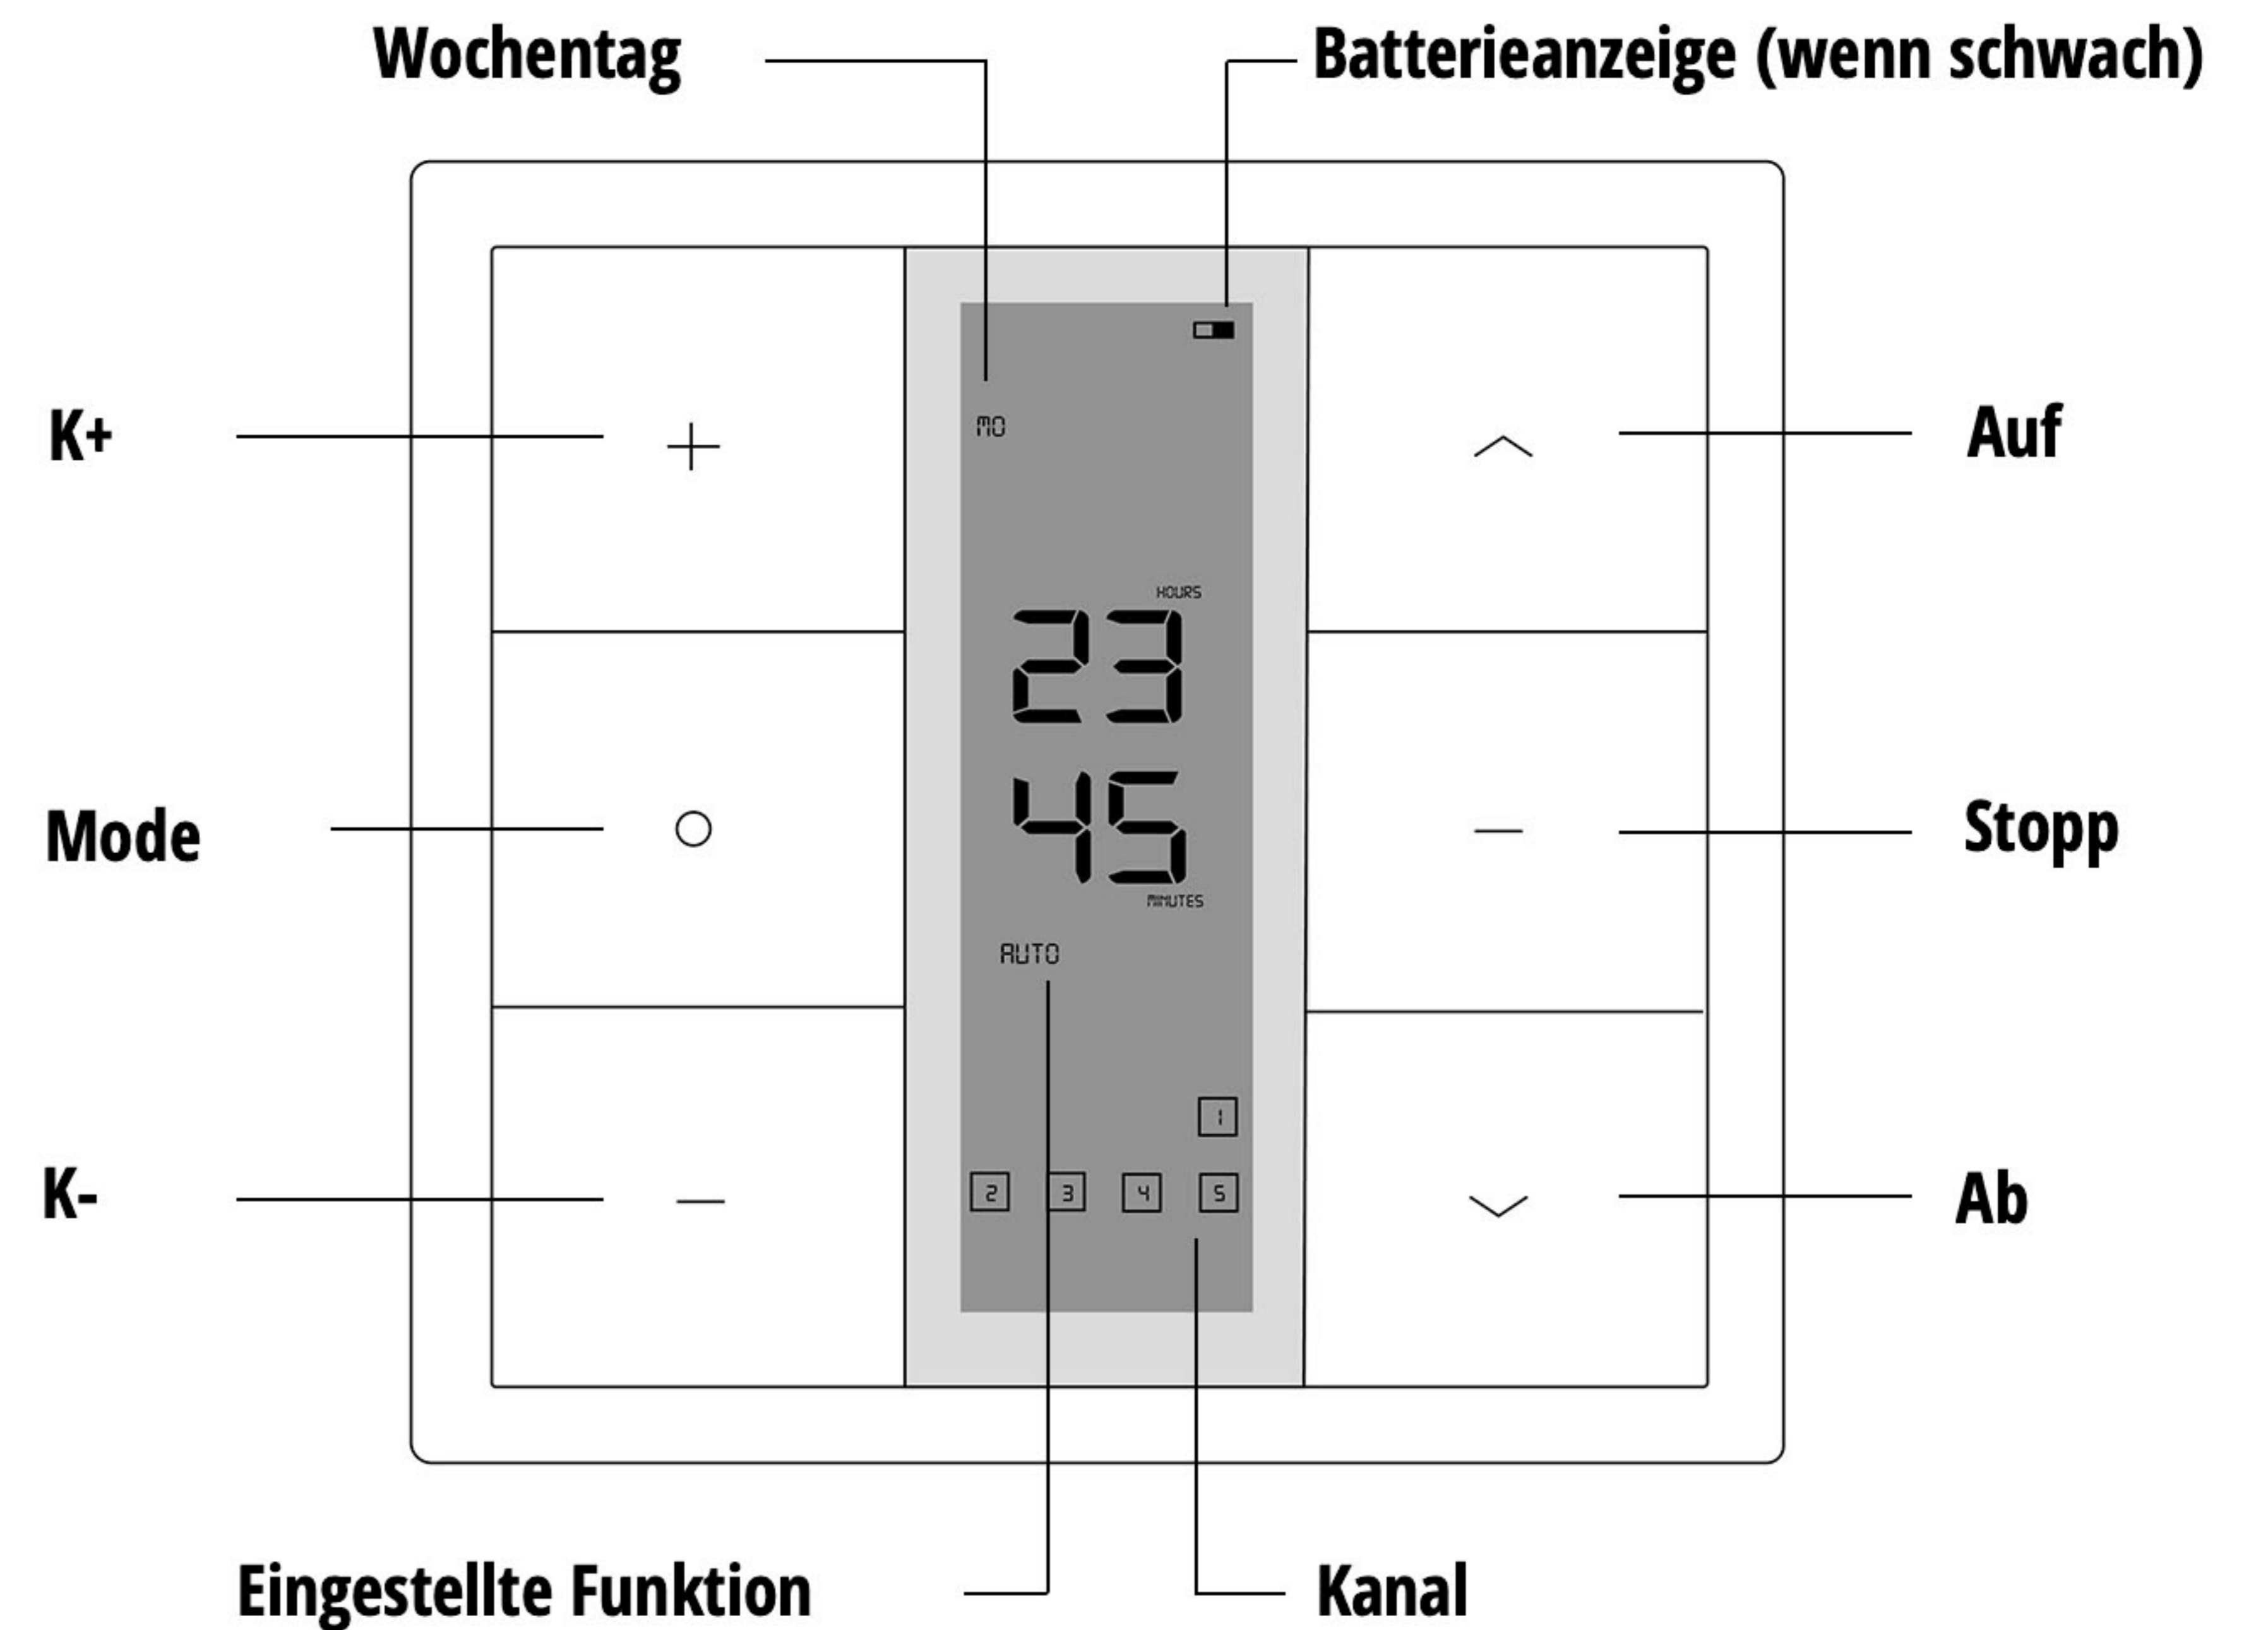 Wochentag
Batterieanzeige (wenn schwach)
MO
K+
Auf
HOURS
23
45
MINUTES
Mode
Stopp
AUTO
1
2 3 4 5
K-
Ab
Eingestellte Funktion
Kanal